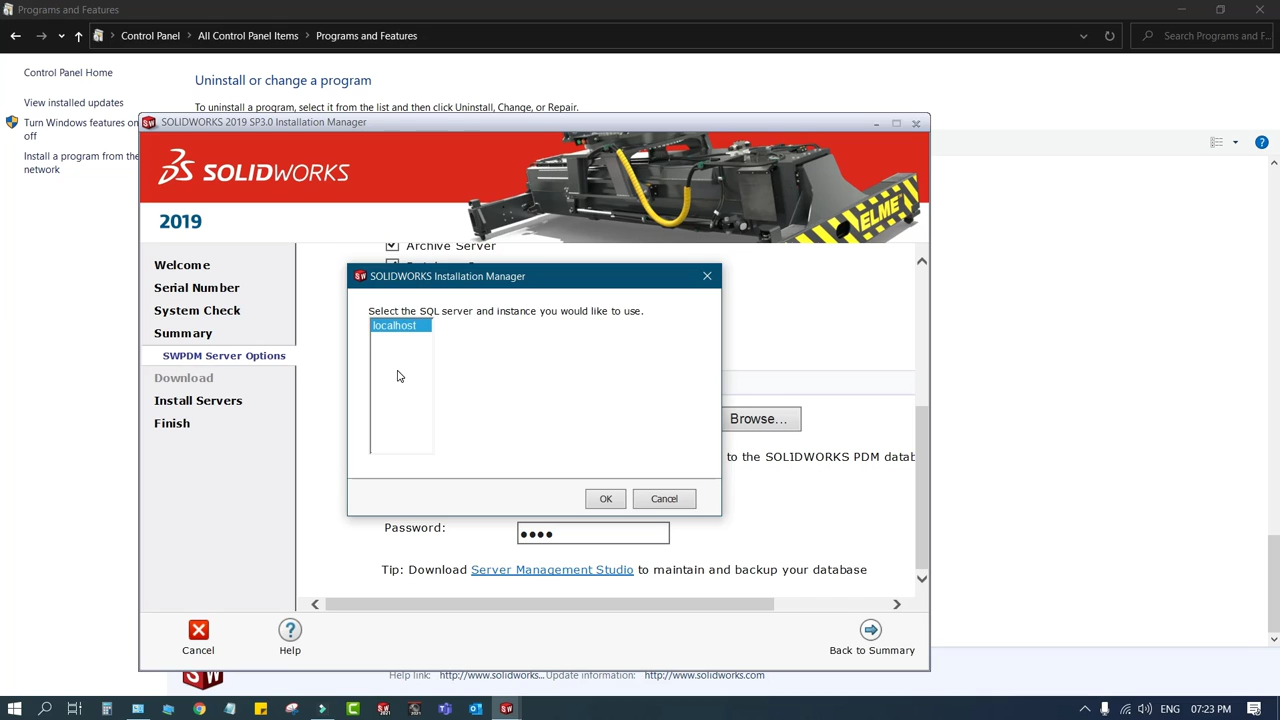 Programs and Features
Control Panel
All Control Panel Items
Programs and Features
Search Programs and F...
Control Panel Home
Uninstall or change a program
View installed updates
To uninstall a program, select it from the list and then click Uninstall, Change, or Repair.
Turn Windows features on
off
Install a program from the
network
SOLIDWORKS 2019 SP3.0 Installation Manager
SOLIDWORKS
ELME
2019
Welcome
Serial Number
System Check
Summary
SWPDM Server Options
Download
Install Servers
Finish
Archive Server
SOLIDWORKS Installation Manager
Select the SQL server and instance you would like to use.
localhost
OK
Cancel
Browse...
to the SOLIDWORKS PDM datab
Password:
Tip: Download Server Management Studio to maintain and backup your database
Cancel
Help
Back to Summary
Help link: http://www.solidworks... Update information: http://www.solidworks.com
ENG
07:23 PM